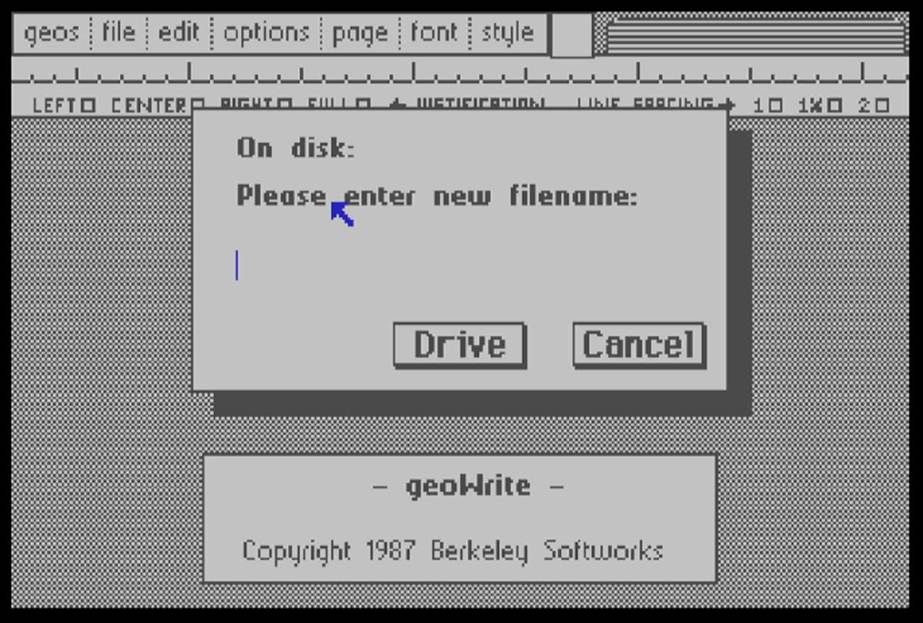 geos file edit options page font style
LEFT CENTER RIGHT FULL JUSTIFICATION LINE SPACING 1 1½ 2
On disk:
Please enter new filename:
Drive Cancel
- geoWrite -
Copyright 1987 Berkeley Softworks